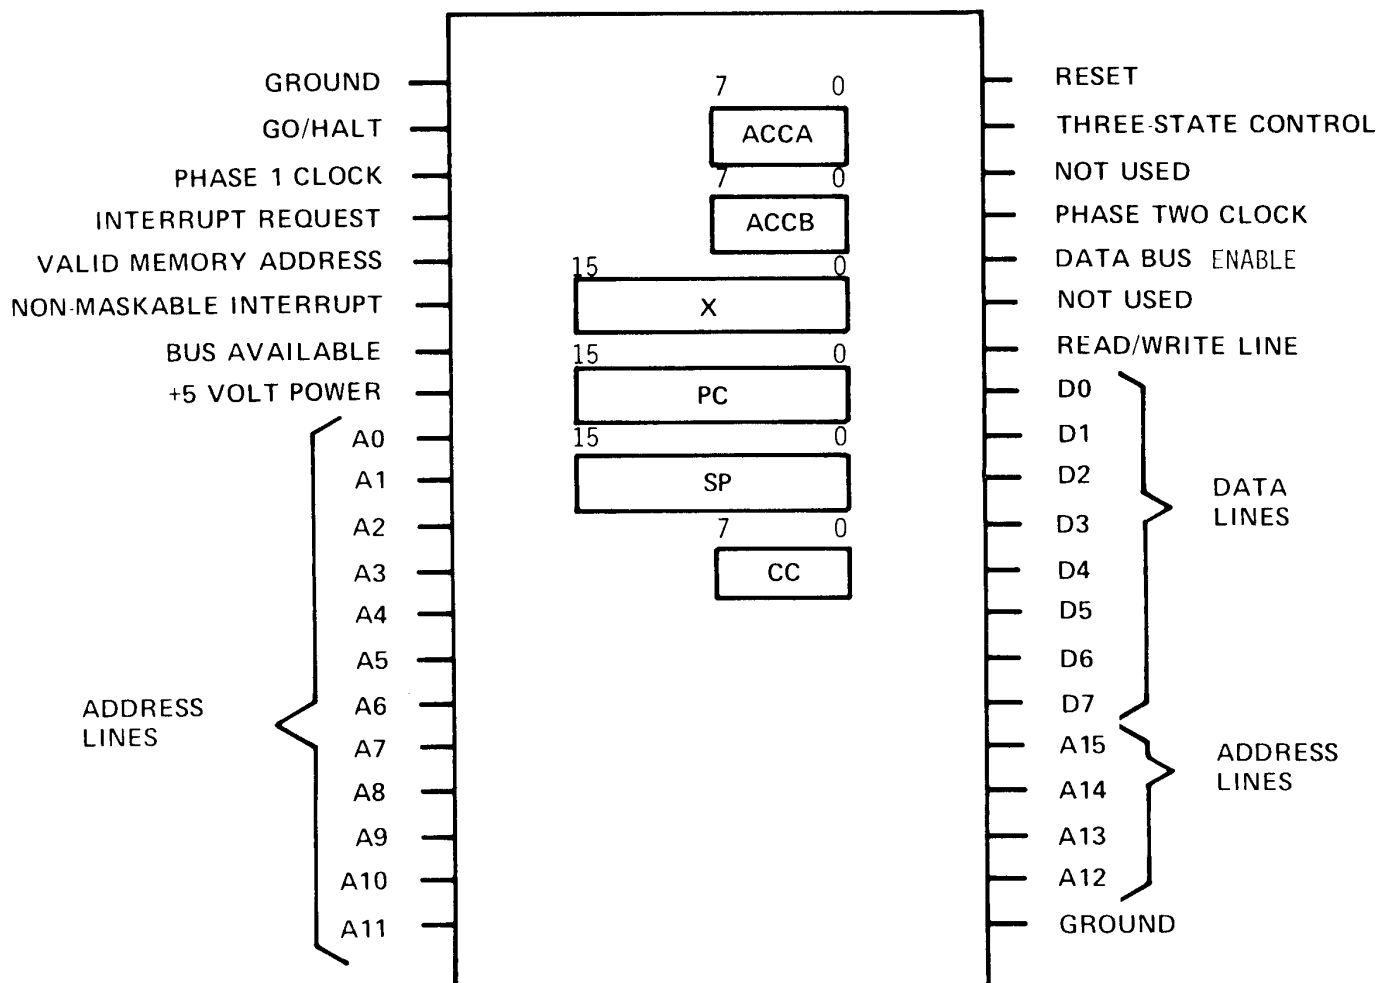 GROUND
GO/HALT
PHASE 1 CLOCK
INTERRUPT REQUEST
VALID MEMORY ADDRESS
NON-MASKABLE INTERRUPT
BUS AVAILABLE
+5 VOLT POWER
A0
A1
A2
A3
A4
A5
A6
A7
A8
A9
A10
A11
ADDRESS
LINES
7 0
ACCA
7 0
ACCB
15 0
X
15 0
PC
15 0
SP
7 0
CC
RESET
THREE-STATE CONTROL
NOT USED
PHASE TWO CLOCK
DATA BUS ENABLE
NOT USED
READ/WRITE LINE
D0
D1
D2
D3
D4
D5
D6
D7
DATA
LINES
A15
A14
A13
A12
ADDRESS
LINES
GROUND